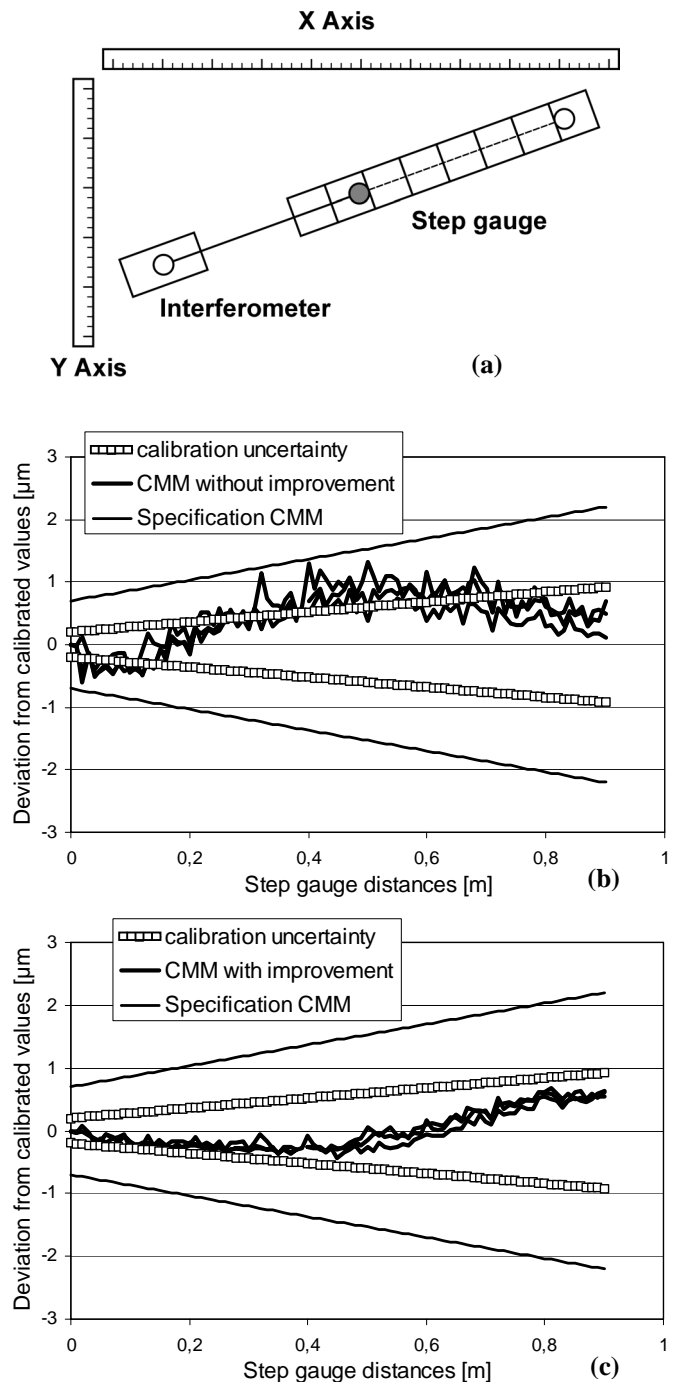 X Axis
Step gauge
Interferometer
Y Axis
(a)
calibration uncertainty
CMM without improvement
Specification CMM
Deviation from calibrated values [µm
3
2
1
0
-1
-2
-3
0 0,2 0,4 0,6 0,8 1
Step gauge distances [m]
(b)
calibration uncertainty
CMM with improvement
Specification CMM
Deviation from calibrated values [µm
3
2
1
0
-1
-2
-3
0 0,2 0,4 0,6 0,8 1
Step gauge distances [m]
(c)